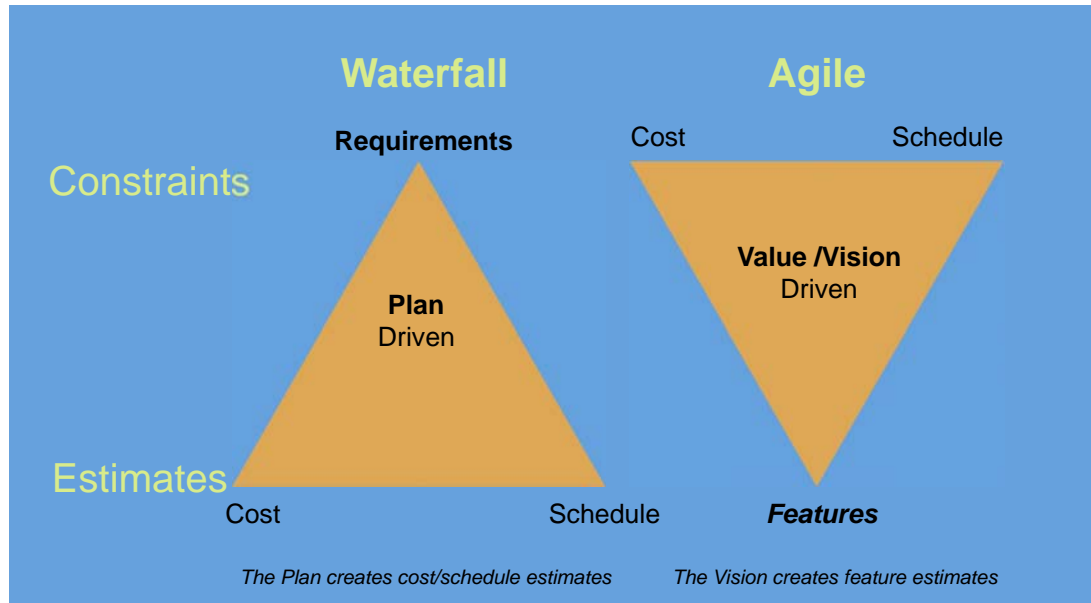 Waterfall
Agile
Requirements
Cost
Schedule
Constraints
Value /Vision
Driven
Plan
Driven
Estimates
Cost
Schedule
Features
The Plan creates cost/schedule estimates
The Vision creates feature estimates